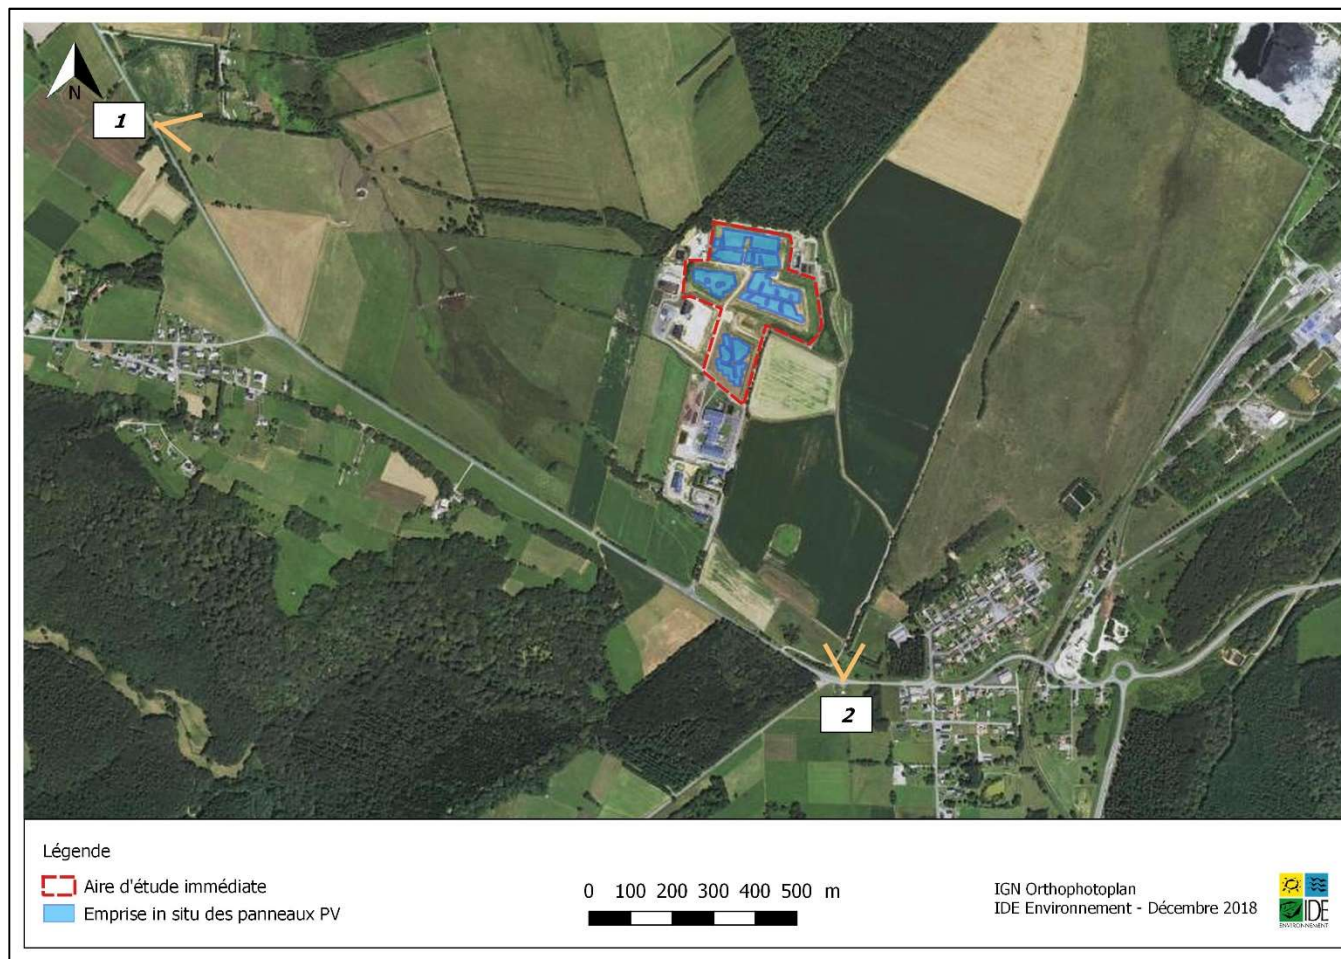 N
1
2
Légende
Aire d'étude immédiate
Emprise in situ des panneaux PV
0 100 200 300 400 500 m
IGN Orthophotoplan
IDE Environnement - Décembre 2018
IDE
ENVIRONNEMENT